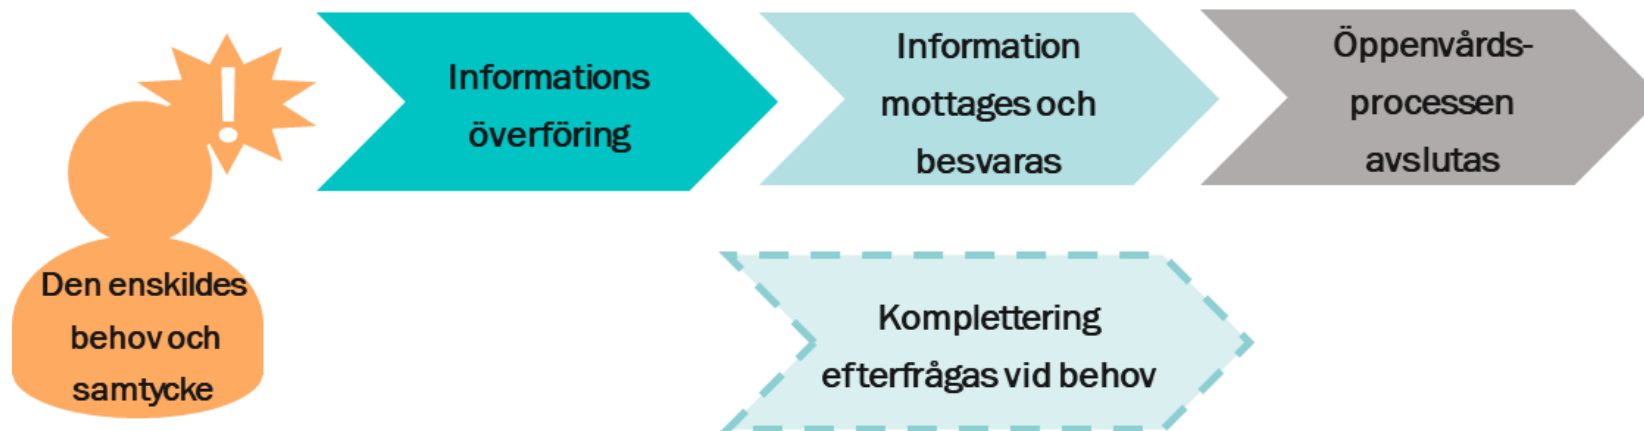 !
Informations
överföring
Information
mottages och
besvaras
Öppenvårds-
processen
avslutas
Den enskildes
behov och
samtycke
Komplettering
efterfrågas vid behov